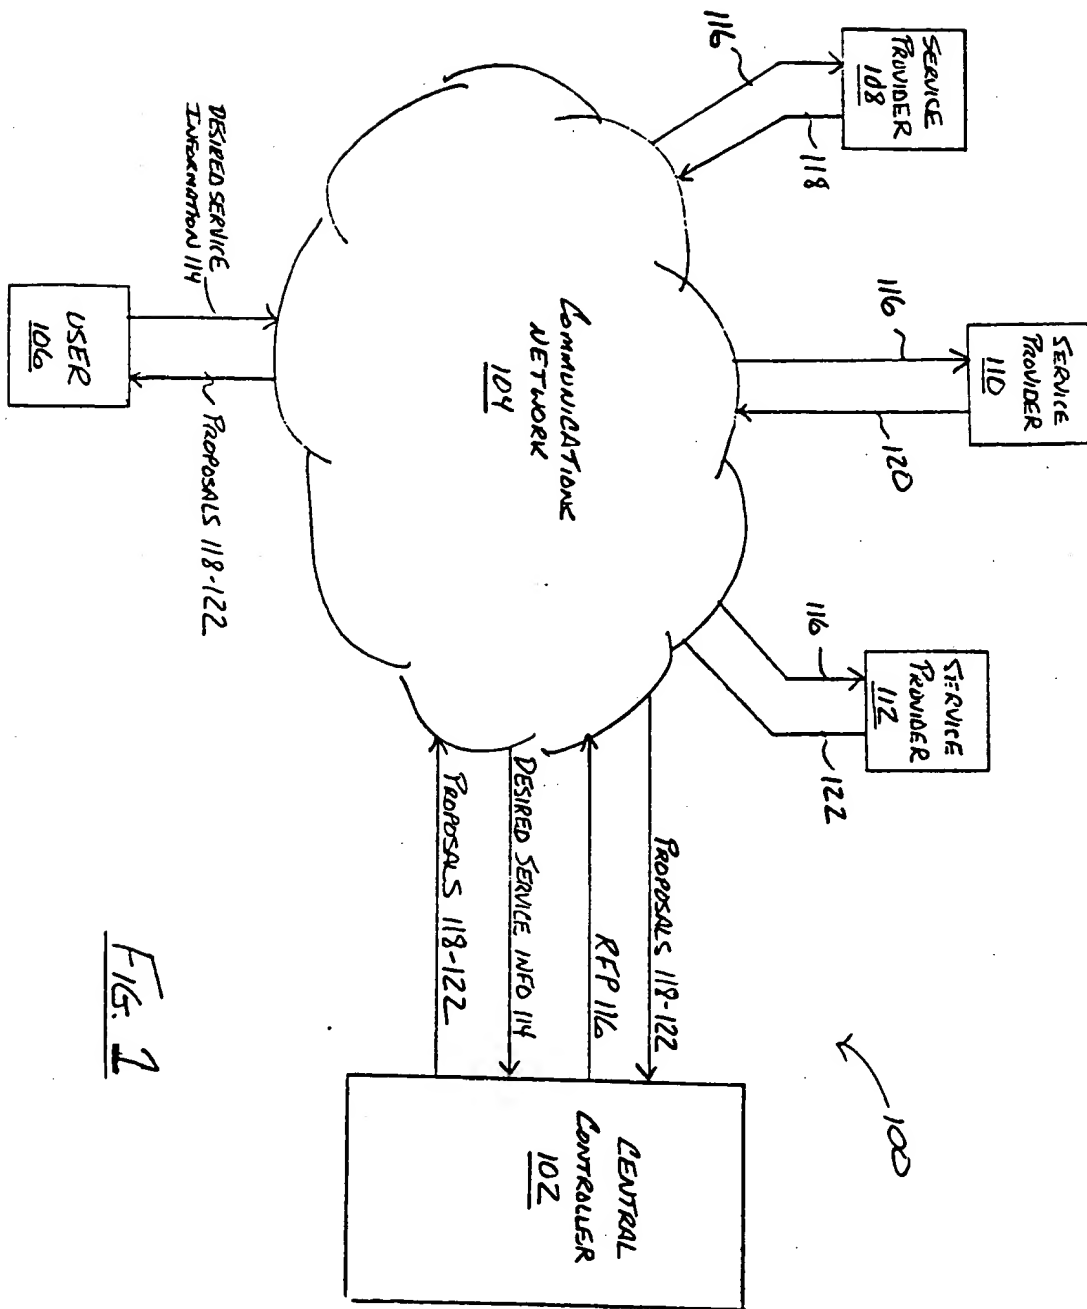 SERVICE
PROVIDER
110
SERVICE
PROVIDER
108
SERVICE
PROVIDER
112
100
116
118
116
120
116
122
COMMUNICATIONS
NETWORK
104
PROPOSALS 118-122
RFP 116
DESIRED SERVICE INFO 114
PROPOSALS 118-122
CENTRAL
CONTROLLER
102
DESIRED SERVICE
INFORMATION 114
PROPOSALS 118-122
USER
106
FIG. 1